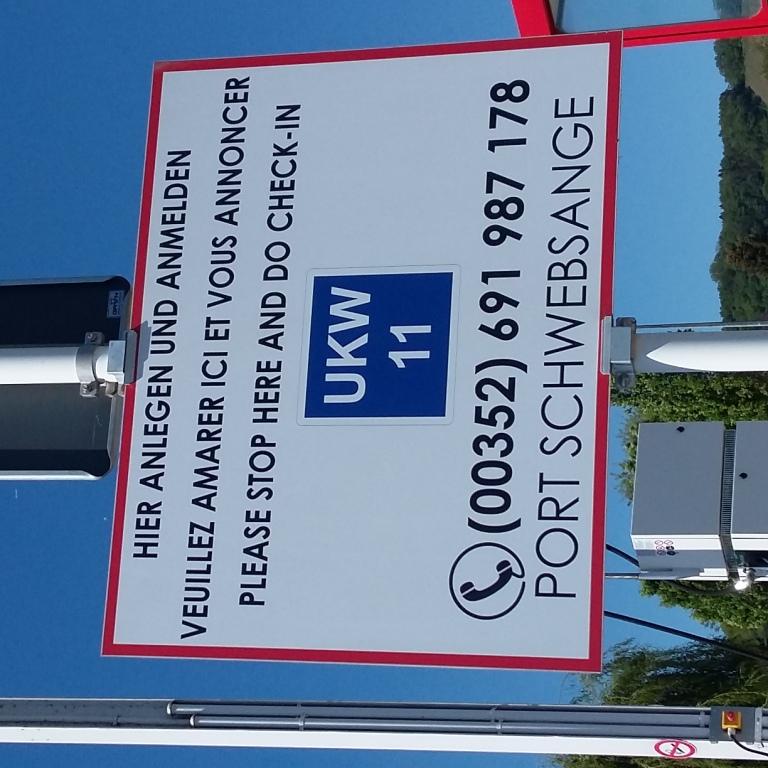 HIER ANLEGEN UND ANMELDEN
VEUILLEZ AMARER ICI ET VOUS ANNONCER
PLEASE STOP HERE AND DO CHECK-IN
UKW
11
(00352) 691 987 178
PORT SCHWEBSANGE